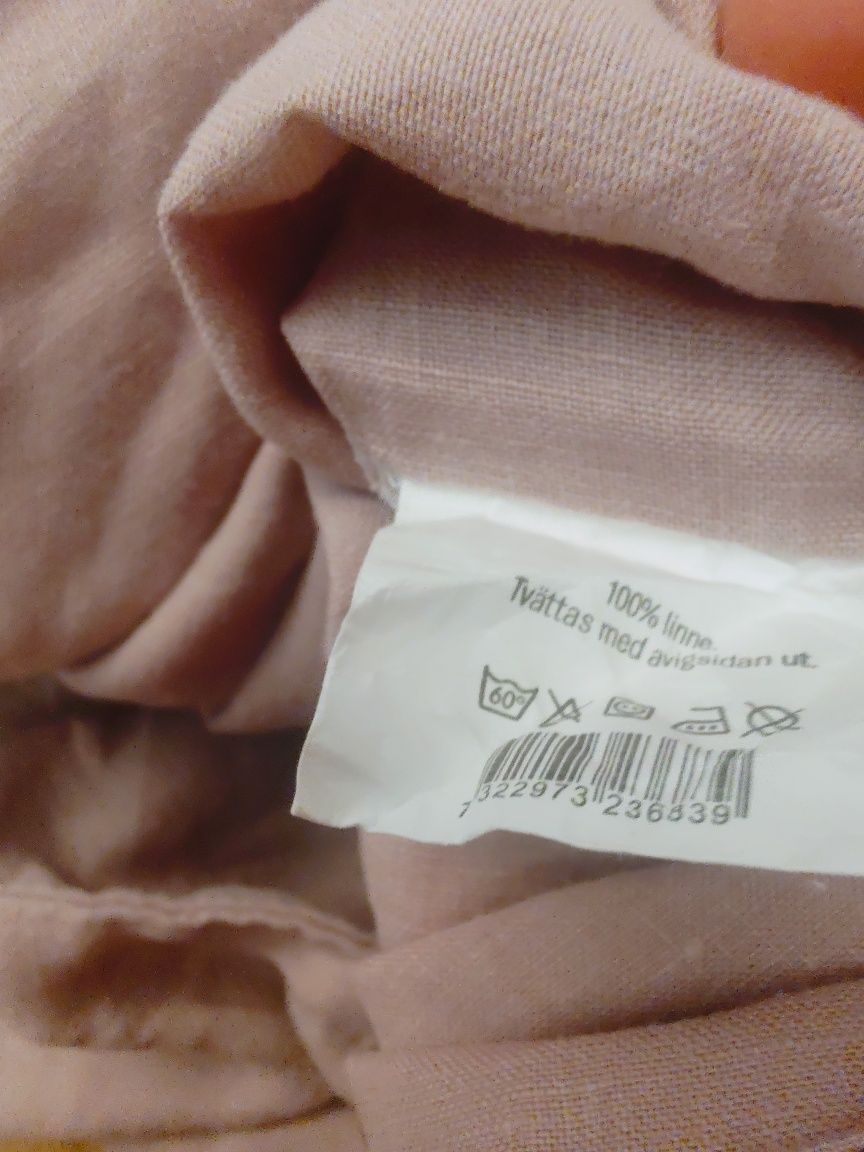 100% linne.
Tvättas med avigsidan ut.
60°
7 322973 236839